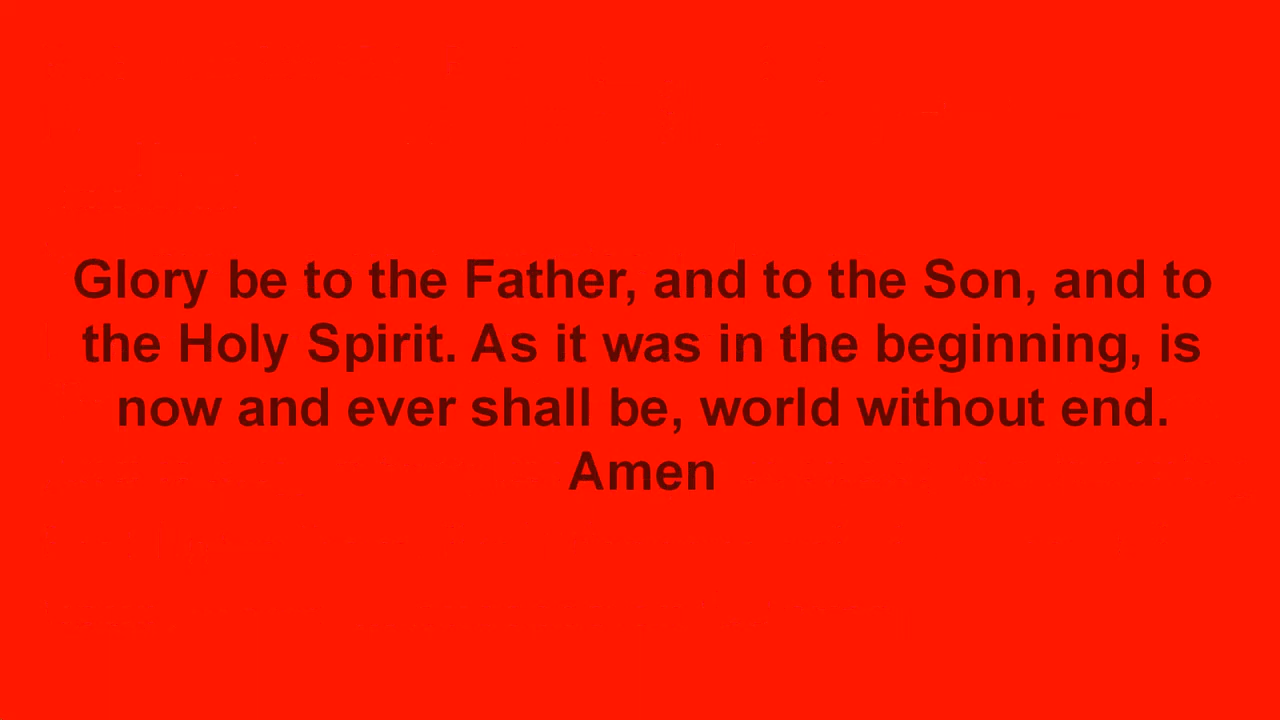 Glory be to the Father, and to the Son, and to
the Holy Spirit. As it was in the beginning, is
now and ever shall be, world without end.
Amen